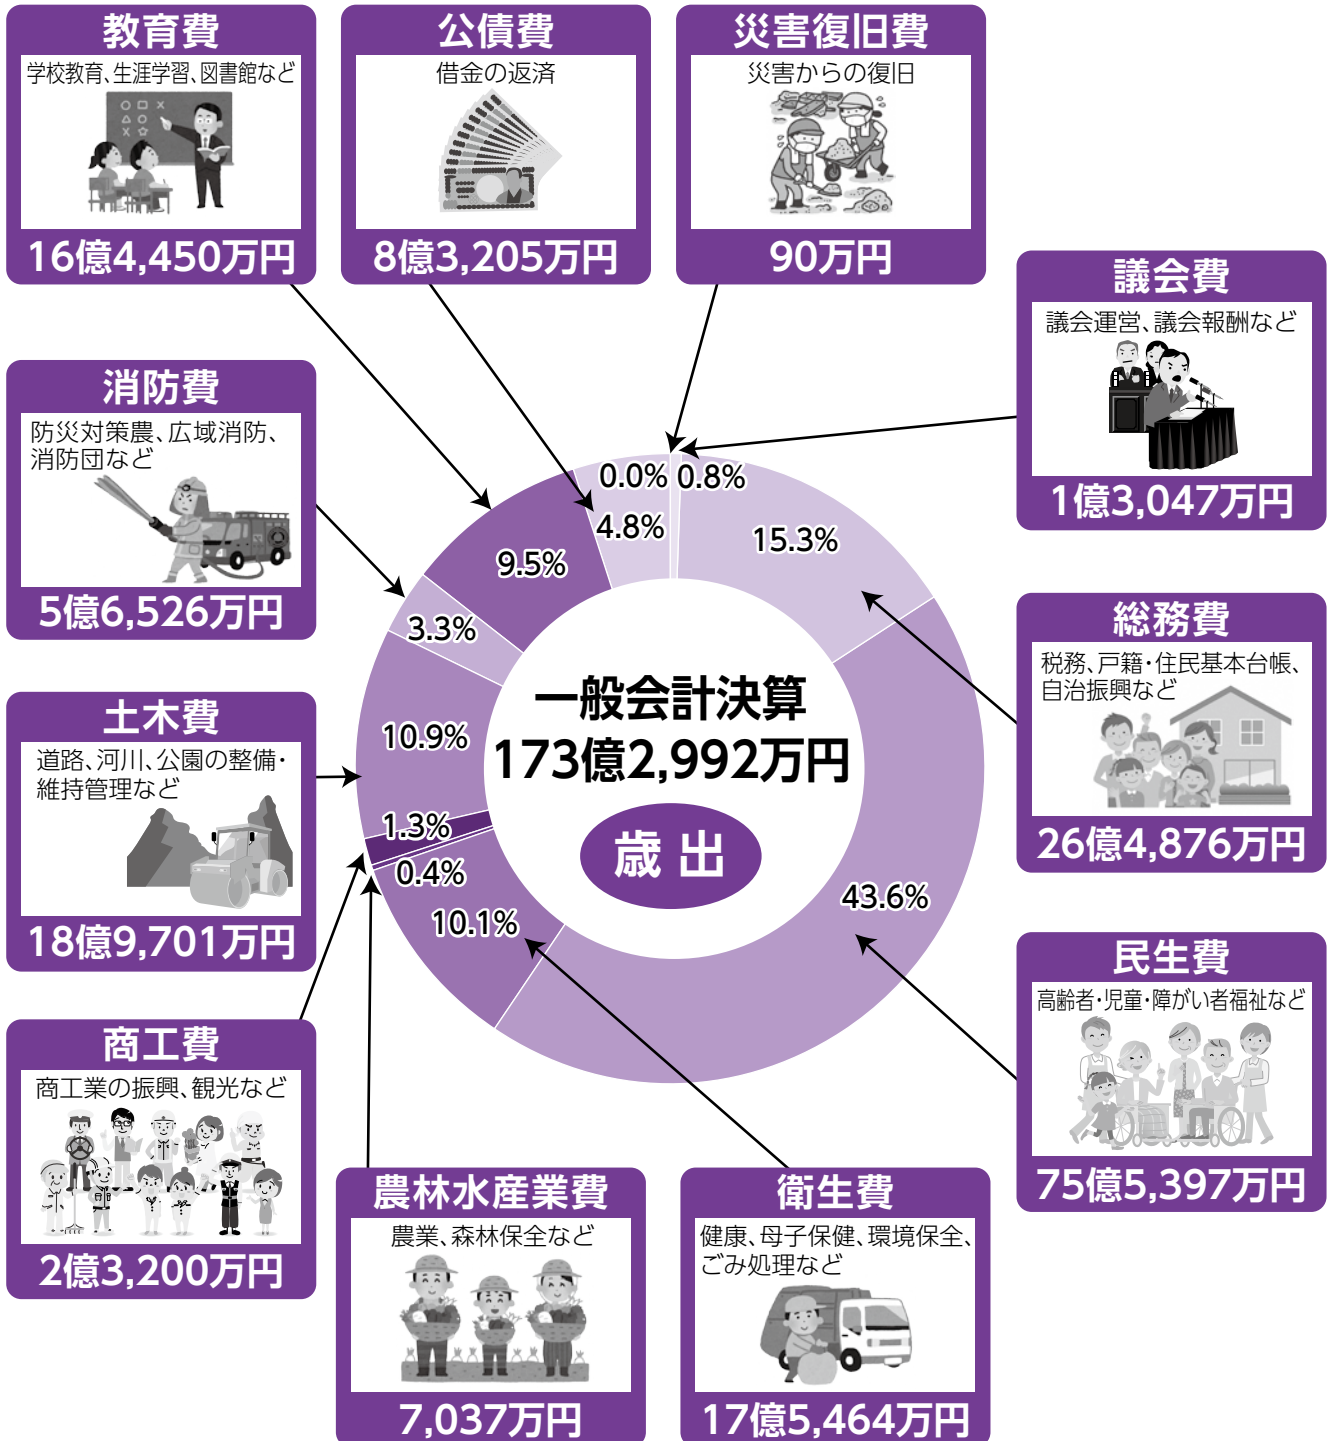 教育費
学校教育、生涯学習、図書館など
16億4,450万円
公債費
借金の返済
8億3,205万円
災害復旧費
災害からの復旧
90万円
議会費
議会運営、議会報酬など
1億3,047万円
消防費
防災対策農、広域消防、
消防団など
5億6,526万円
総務費
税務、戸籍・住民基本台帳、
自治振興など
26億4,876万円
土木費
道路、河川、公園の整備・
維持管理など
18億9,701万円
民生費
高齢者・児童・障がい者福祉など
75億5,397万円
商工費
商工業の振興、観光など
2億3,200万円
農林水産業費
農業、森林保全など
7,037万円
衛生費
健康、母子保健、環境保全、
ごみ処理など
17億5,464万円
0.0%
0.8%
4.8%
15.3%
9.5%
3.3%
10.9%
1.3%
0.4%
10.1%
43.6%
一般会計決算
173億2,992万円
歳出